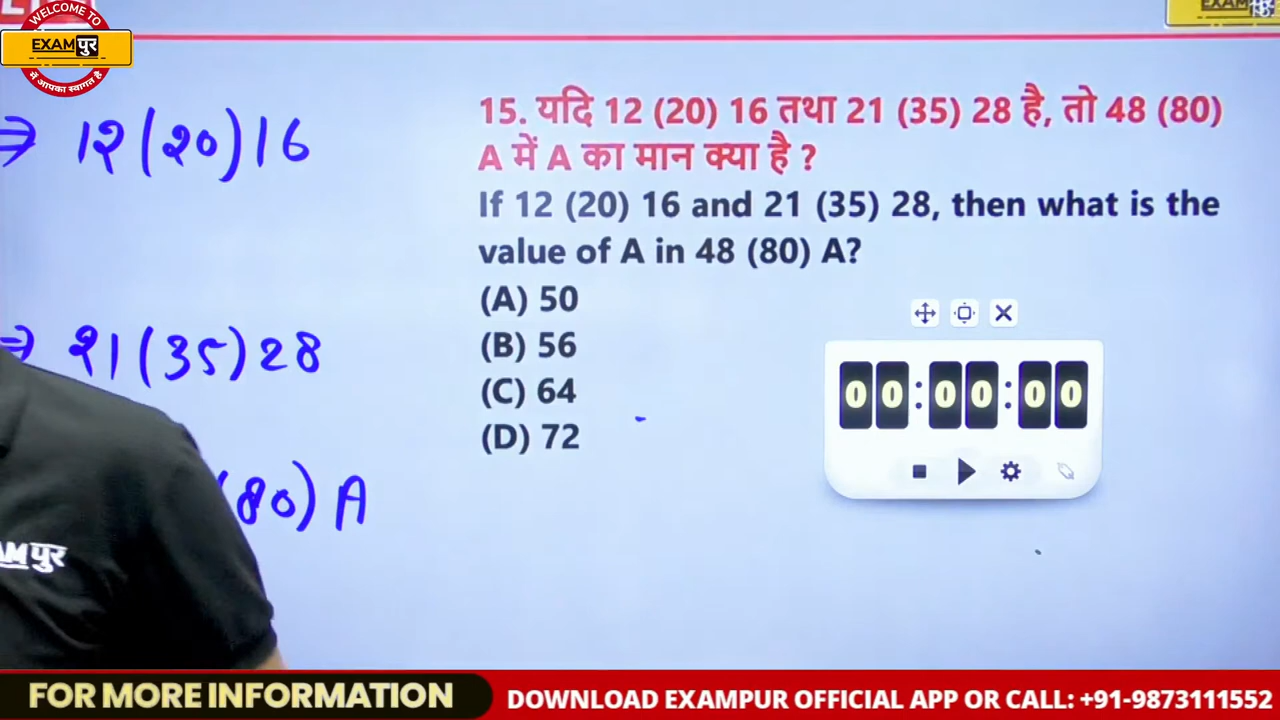 WELCOME TO
EXAMपुर
में आपका स्वागत है
EXAM
⇒ 12 (20) 16
15. यदि 12 (20) 16 तथा 21 (35) 28 है, तो 48 (80)
A में A का मान क्या है ?
If 12 (20) 16 and 21 (35) 28, then what is the
value of A in 48 (80) A?
(A) 50
(B) 56
(C) 64
(D) 72
⇒ 21 (35) 28
00:00:00
(80) A
AMपुर
FOR MORE INFORMATION
DOWNLOAD EXAMPUR OFFICIAL APP OR CALL: +91-9873111552